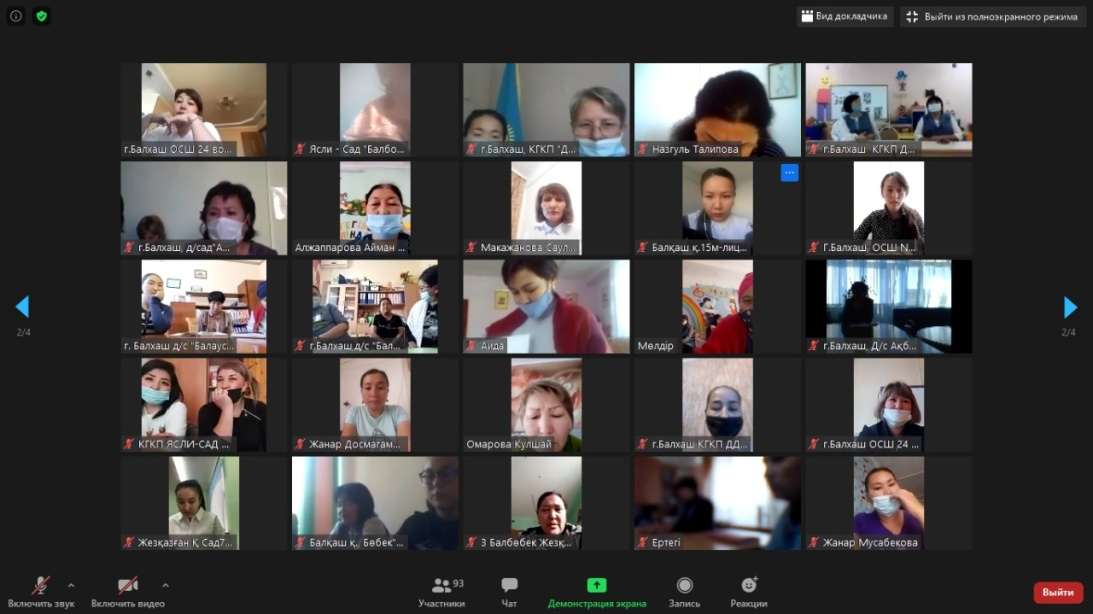 Вид докладчика
Выйти из полноэкранного режима
г.Балхаш ОСШ 24 во...
Ясли - Сад "Балбо...
г.Балхаш, КГКП "Д...
Назгуль Талипова
г.Балхаш КГКП Д...
г.Балхаш, д/сад"А...
Алжаппарова Айман ...
Макажанова Саул...
Балқаш қ.15м-лиц...
Г.Балхаш, ОСШ N...
г. Балхаш д/с "Балаус...
г.Балхаш д/с "Бал...
Аида
Мөлдір
г.Балхаш, Д/с Ақб...
2/4
2/4
КГКП ЯСЛИ-САД ...
Жанар Досмагам...
Омарова Кулшай
г.Балхаш КГКП ДД...
г.Балхаш ОСШ 24 ...
Жезқазған Қ Сад7...
Балқаш қ., Бөбек"...
3 Балбөбек Жезқ...
Ертегі
Жанар Мусабекова
Включить звук
Включить видео
Участники
93
Чат
Демонстрация экрана
Запись
Реакции
Выйти